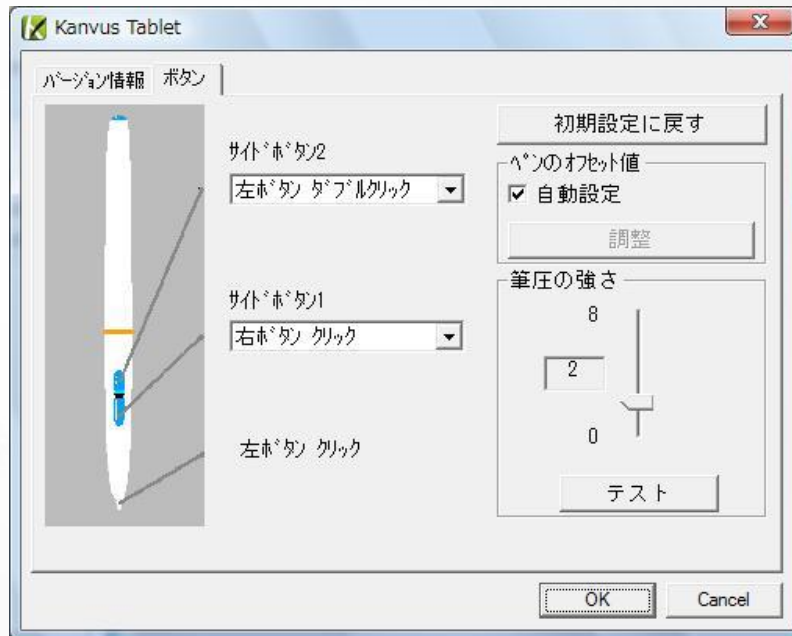 Kanvus Tablet
バージョン情報
ボタン
サイドボタン2
左ボタン ダブルクリック
サイドボタン1
右ボタン クリック
左ボタン クリック
初期設定に戻す
ペンのオフセット値
自動設定
調整
筆圧の強さ
8
2
0
テスト
OK
Cancel